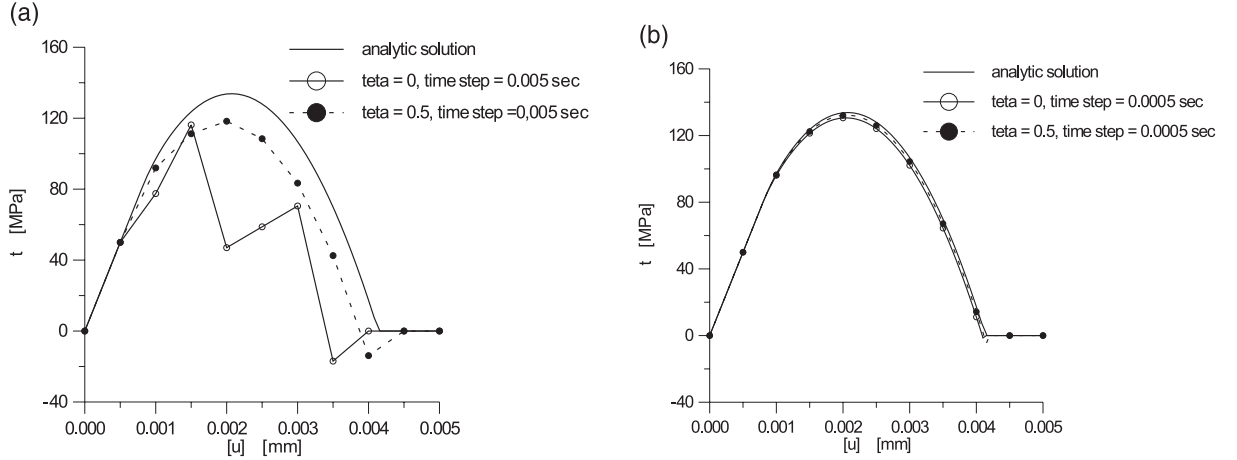 (a)
160
120
80
40
0
-40
t [MPa]
0.000 0.001 0.002 0.003 0.004 0.005
[u] [mm]
analytic solution
teta = 0, time step = 0.005 sec
teta = 0.5, time step =0,005 sec
(b)
160
120
80
40
0
-40
t [MPa]
0.000 0.001 0.002 0.003 0.004 0.005
[u] [mm]
analytic solution
teta = 0, time step = 0.0005 sec
teta = 0.5, time step = 0.0005 sec